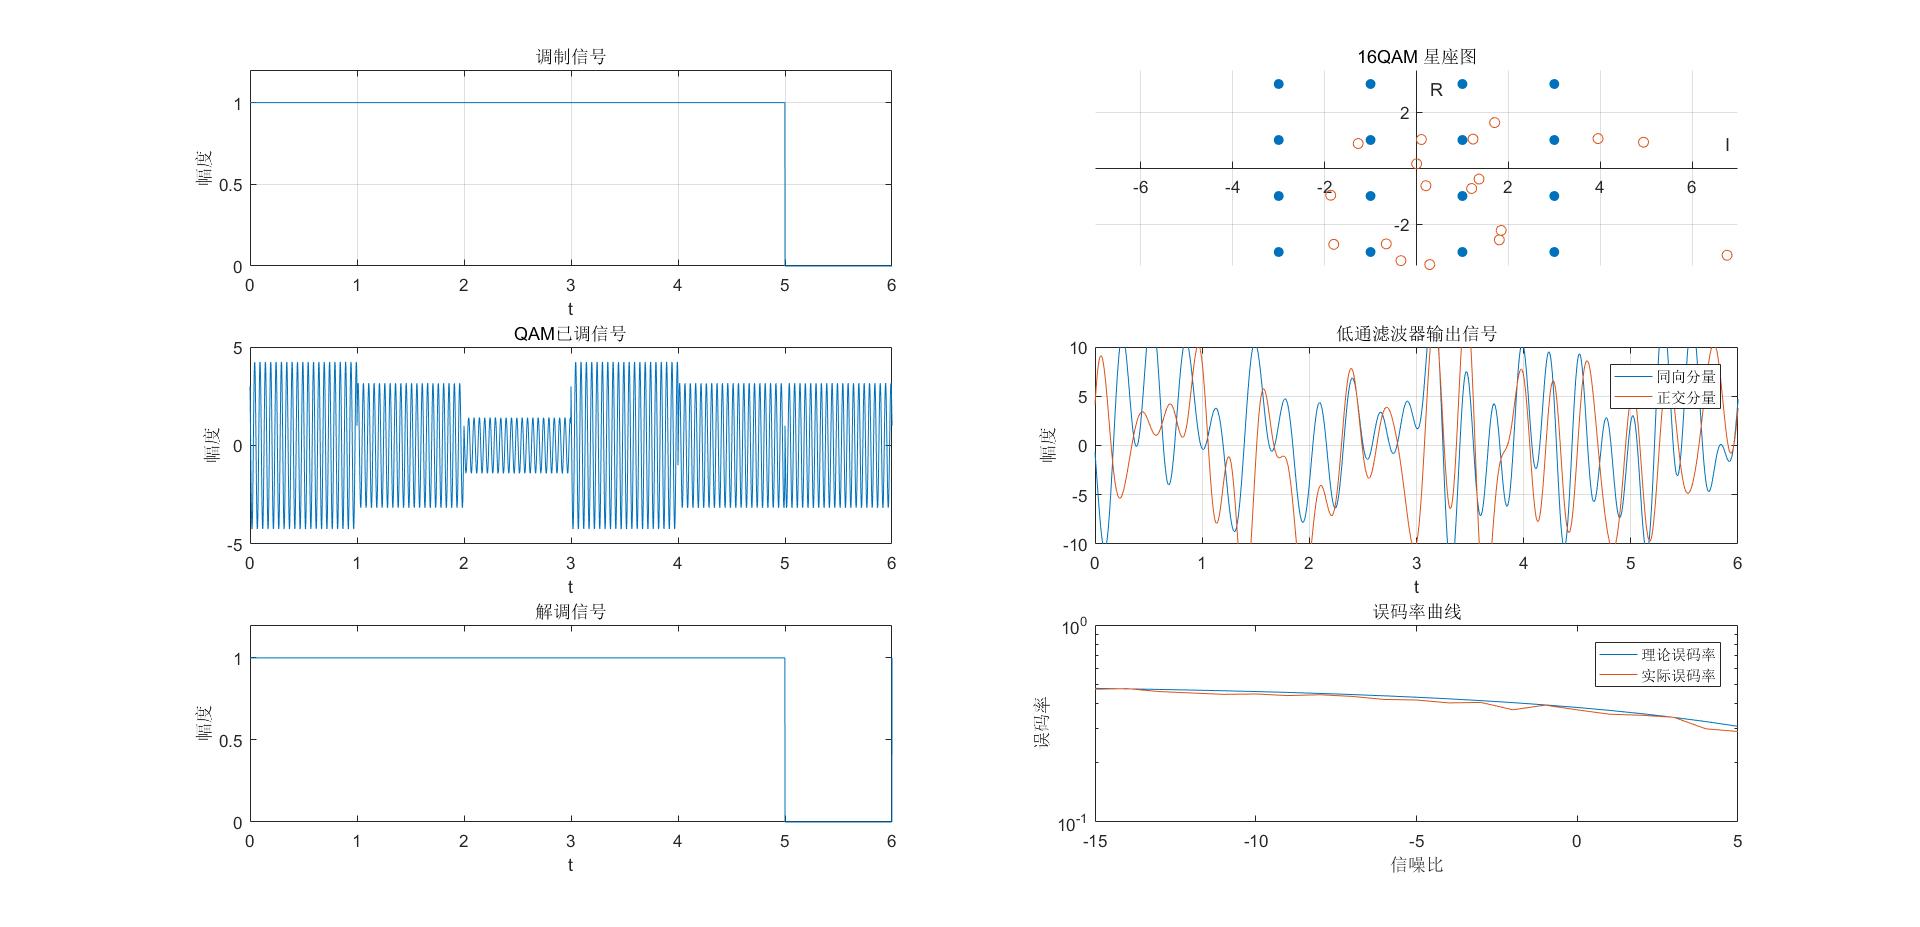 调制信号
幅度
1
0.5
0
0 1 2 3 4 5 6
t
16QAM 星座图
R
I
2
-2
-6 -4 -2 2 4 6
QAM已调信号
幅度
5
0
-5
0 1 2 3 4 5 6
t
低通滤波器输出信号
幅度
10
5
0
-5
-10
同向分量
正交分量
0 1 2 3 4 5 6
t
解调信号
幅度
1
0.5
0
0 1 2 3 4 5 6
t
误码率曲线
误码率
10^0
10^-1
理论误码率
实际误码率
-15 -10 -5 0 5
信噪比